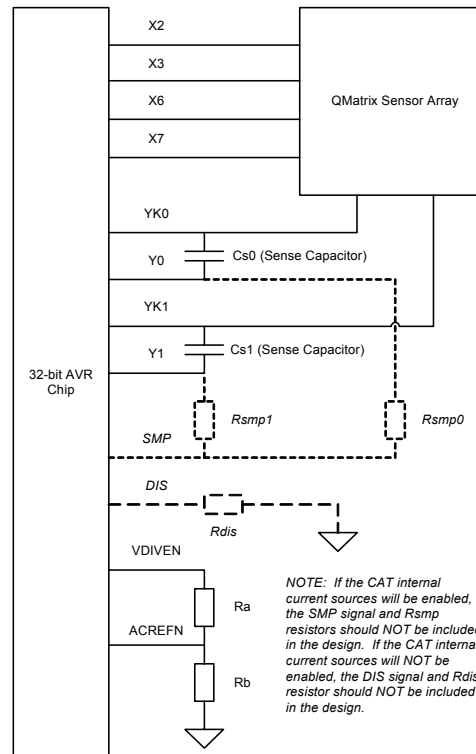 X2
X3
QMatrix Sensor Array
X6
X7
YK0
Y0
Cs0 (Sense Capacitor)
YK1
Y1
Cs1 (Sense Capacitor)
32-bit AVR
Chip
Rsmp1
Rsmp0
SMP
DIS
Rdis
VDIVEN
Ra
ACREFN
Rb
NOTE: If the CAT internal
current sources will be enabled,
the SMP signal and Rsmp
resistors should NOT be included
in the design. If the CAT internal
current sources will NOT be
enabled, the DIS signal and Rdis
resistor should NOT be included
in the design.